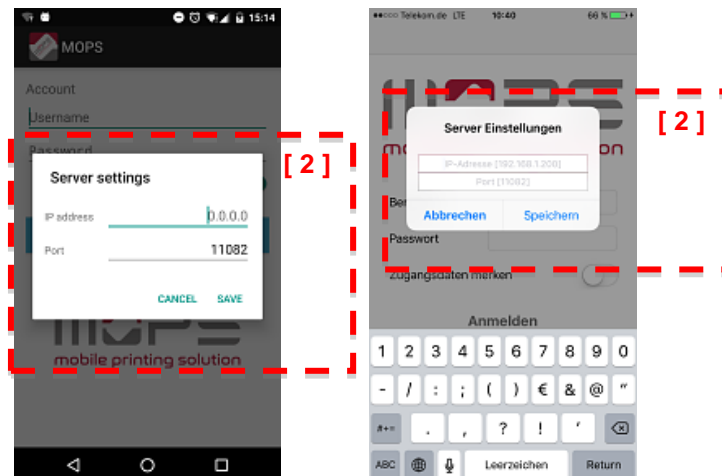 15:14
MOPS
Account
Username
Password
[ 2 ]
Server settings
IP address 0.0.0.0
Port 11082
CANCEL SAVE
MOPS
mobile printing solution
Telekom.de LTE 10:40 66 %
MOPS
[ 2 ]
Server Einstellungen
IP-Adresse [192.168.1.200]
Port [11082]
Abbrechen Speichern
Passwort
Zugangsdaten merken
Anmelden
1 2 3 4 5 6 7 8 9 0
- / : ; ( ) € & @ "
#+= . , ? ! '
ABC Leerzeichen Return